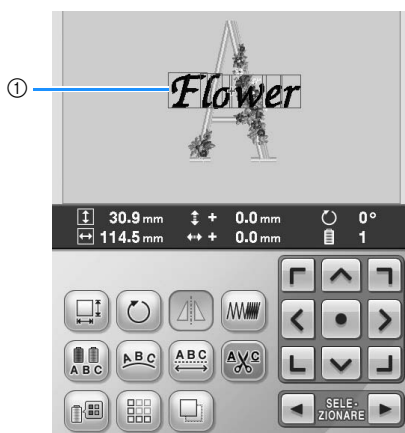 ①
A
Flower
30.9 mm + 0.0 mm 0°
114.5 mm + 0.0 mm 1
ABC ABC ABC A C
SELE-
ZIONARE